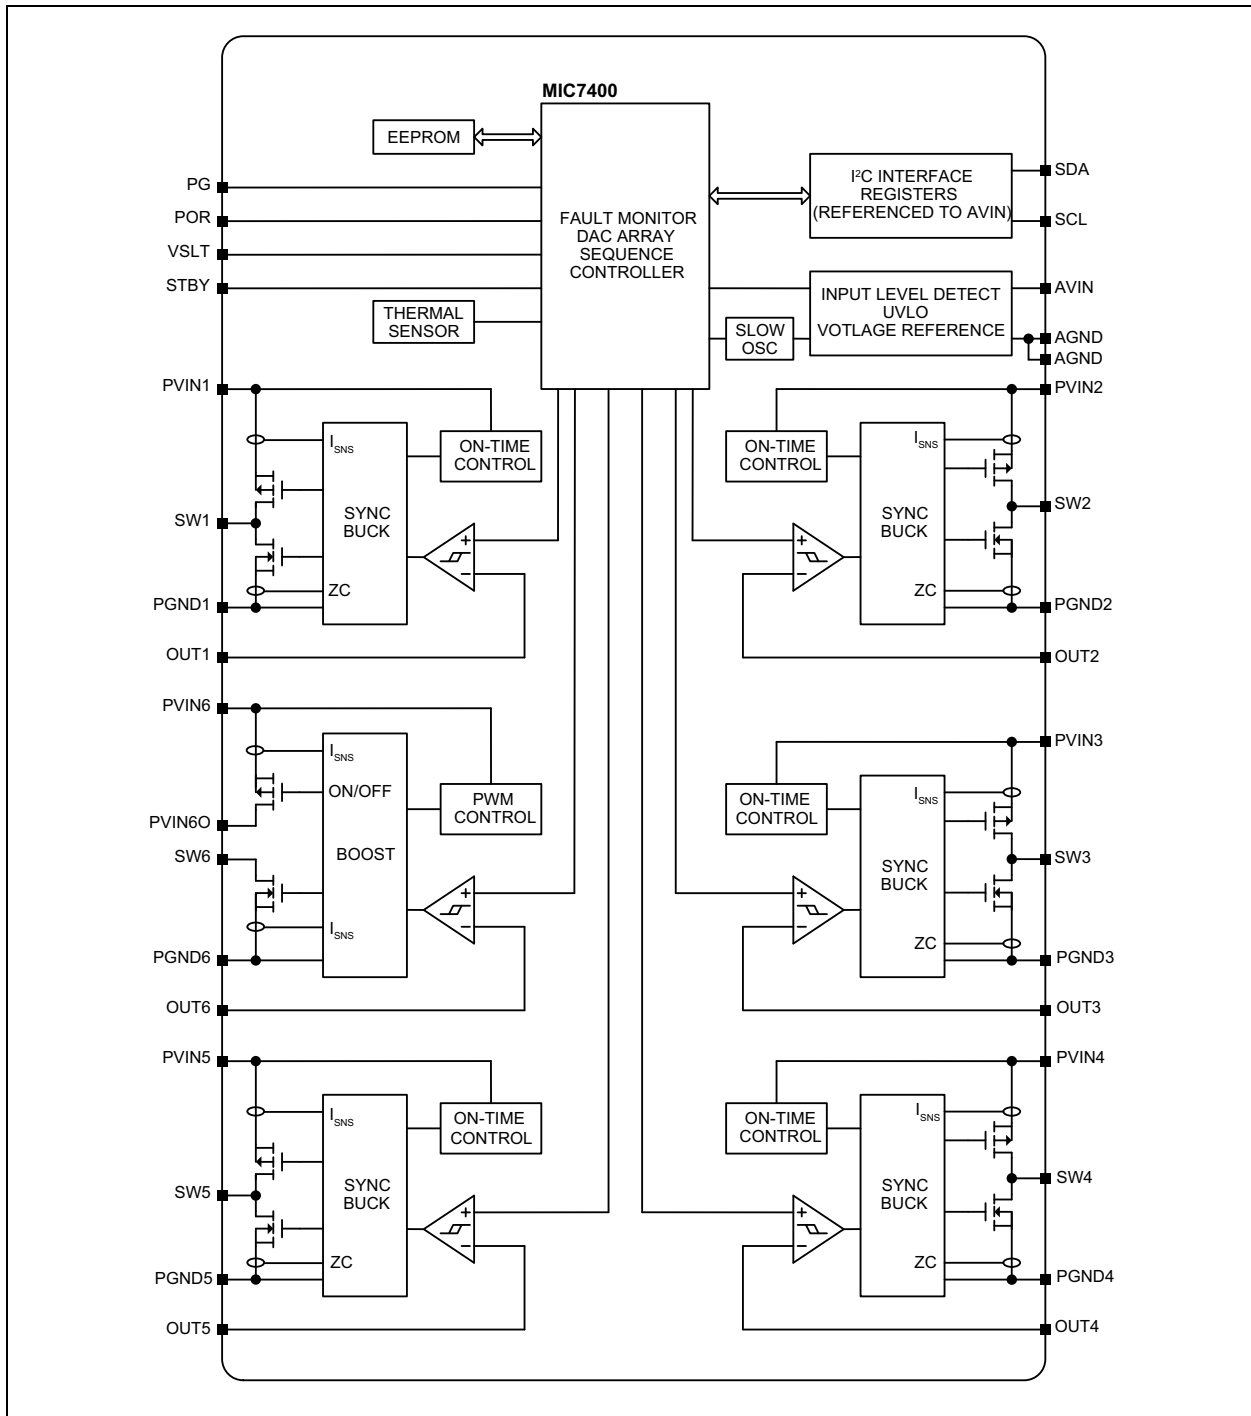 MIC7400
EEPROM
PG
POR
VSLT
STBY
THERMAL
SENSOR
FAULT MONITOR
DAC ARRAY
SEQUENCE
CONTROLLER
I²C INTERFACE
REGISTERS
(REFERENCED TO AVIN)
SDA
SCL
INPUT LEVEL DETECT
UVLO
VOTLAGE REFERENCE
SLOW
OSC
AVIN
AGND
AGND
PVIN1
SW1
PGND1
OUT1
ISNS
SYNC
BUCK
ZC
ON-TIME
CONTROL
+
−
PVIN2
SW2
PGND2
OUT2
ON-TIME
CONTROL
ISNS
SYNC
BUCK
ZC
+
−
PVIN6
PVIN6O
SW6
PGND6
OUT6
ISNS
ON/OFF
BOOST
ISNS
PWM
CONTROL
+
−
PVIN3
SW3
PGND3
OUT3
ON-TIME
CONTROL
ISNS
SYNC
BUCK
ZC
+
−
PVIN5
SW5
PGND5
OUT5
ISNS
SYNC
BUCK
ZC
ON-TIME
CONTROL
+
−
PVIN4
SW4
PGND4
OUT4
ON-TIME
CONTROL
ISNS
SYNC
BUCK
ZC
+
−